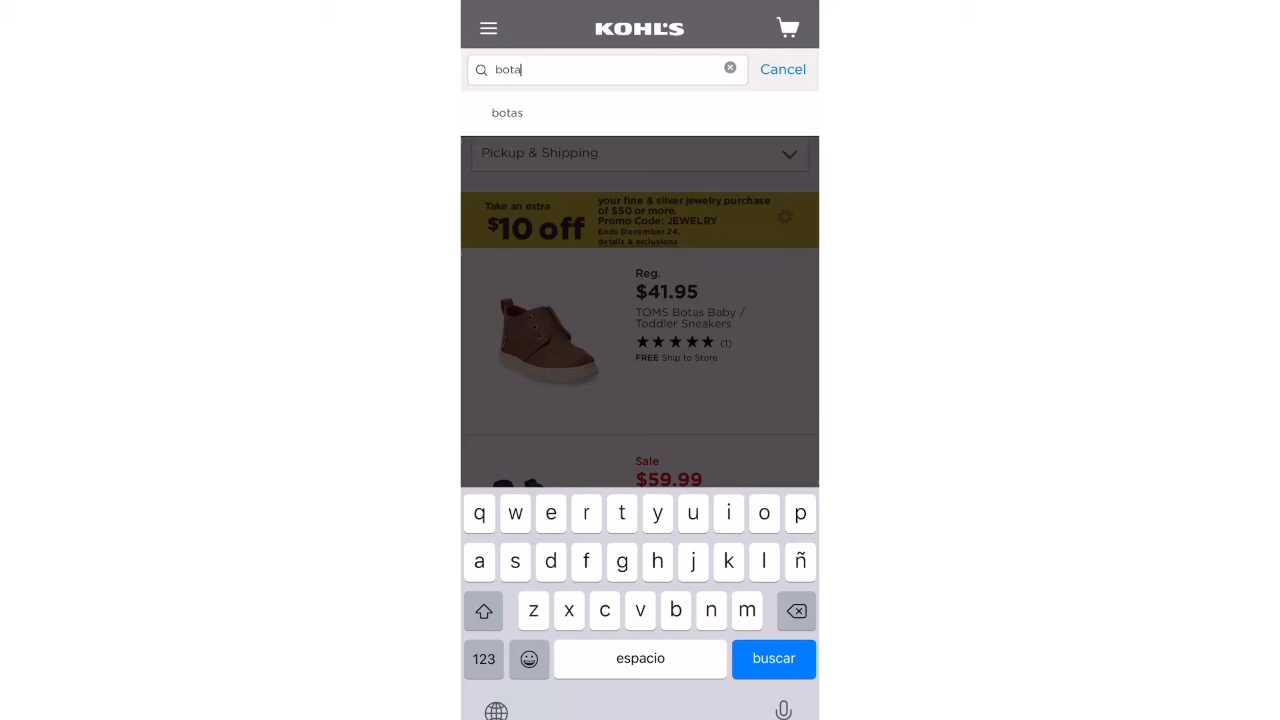 KOHL'S
bota
Cancel
botas
Pickup & Shipping
Take an extra
$10 off
your fine & silver jewelry purchase
of $50 or more.
Promo Code: JEWELRY
Ends December 24.
details & exclusions
Reg.
$41.95
TOMS Botas Baby /
Toddler Sneakers
(1)
FREE Ship to Store
Sale
$59.99
q w e r t y u i o p
a s d f g h j k l ñ
z x c v b n m
123 espacio buscar